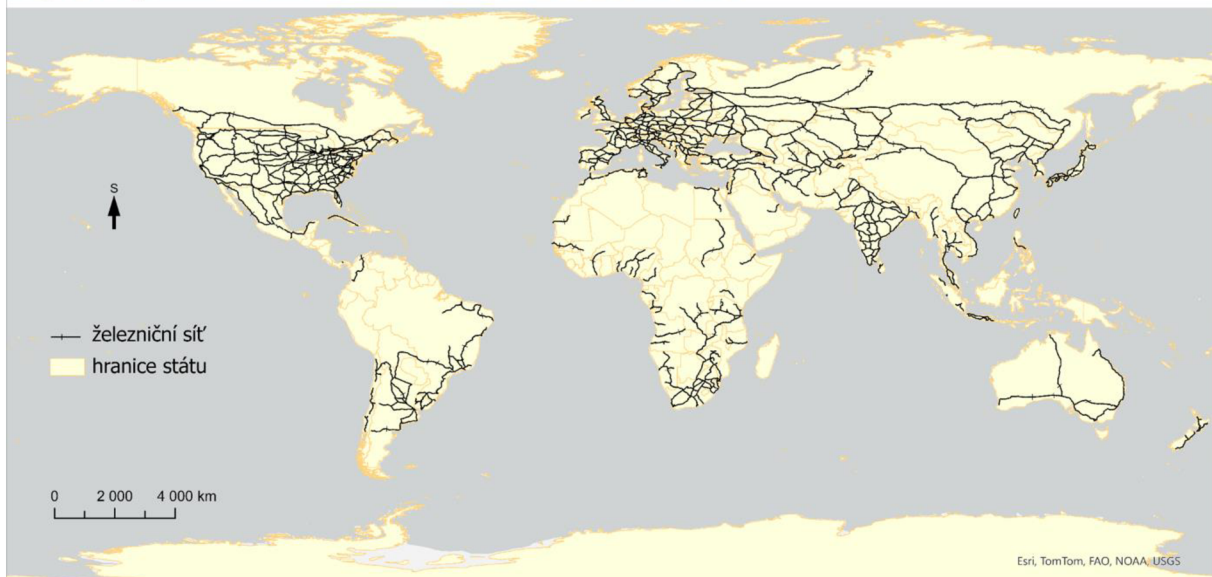 S
železniční síť
hranice státu
0 2 000 4 000 km
Esri, TomTom, FAO, NOAA, USGS